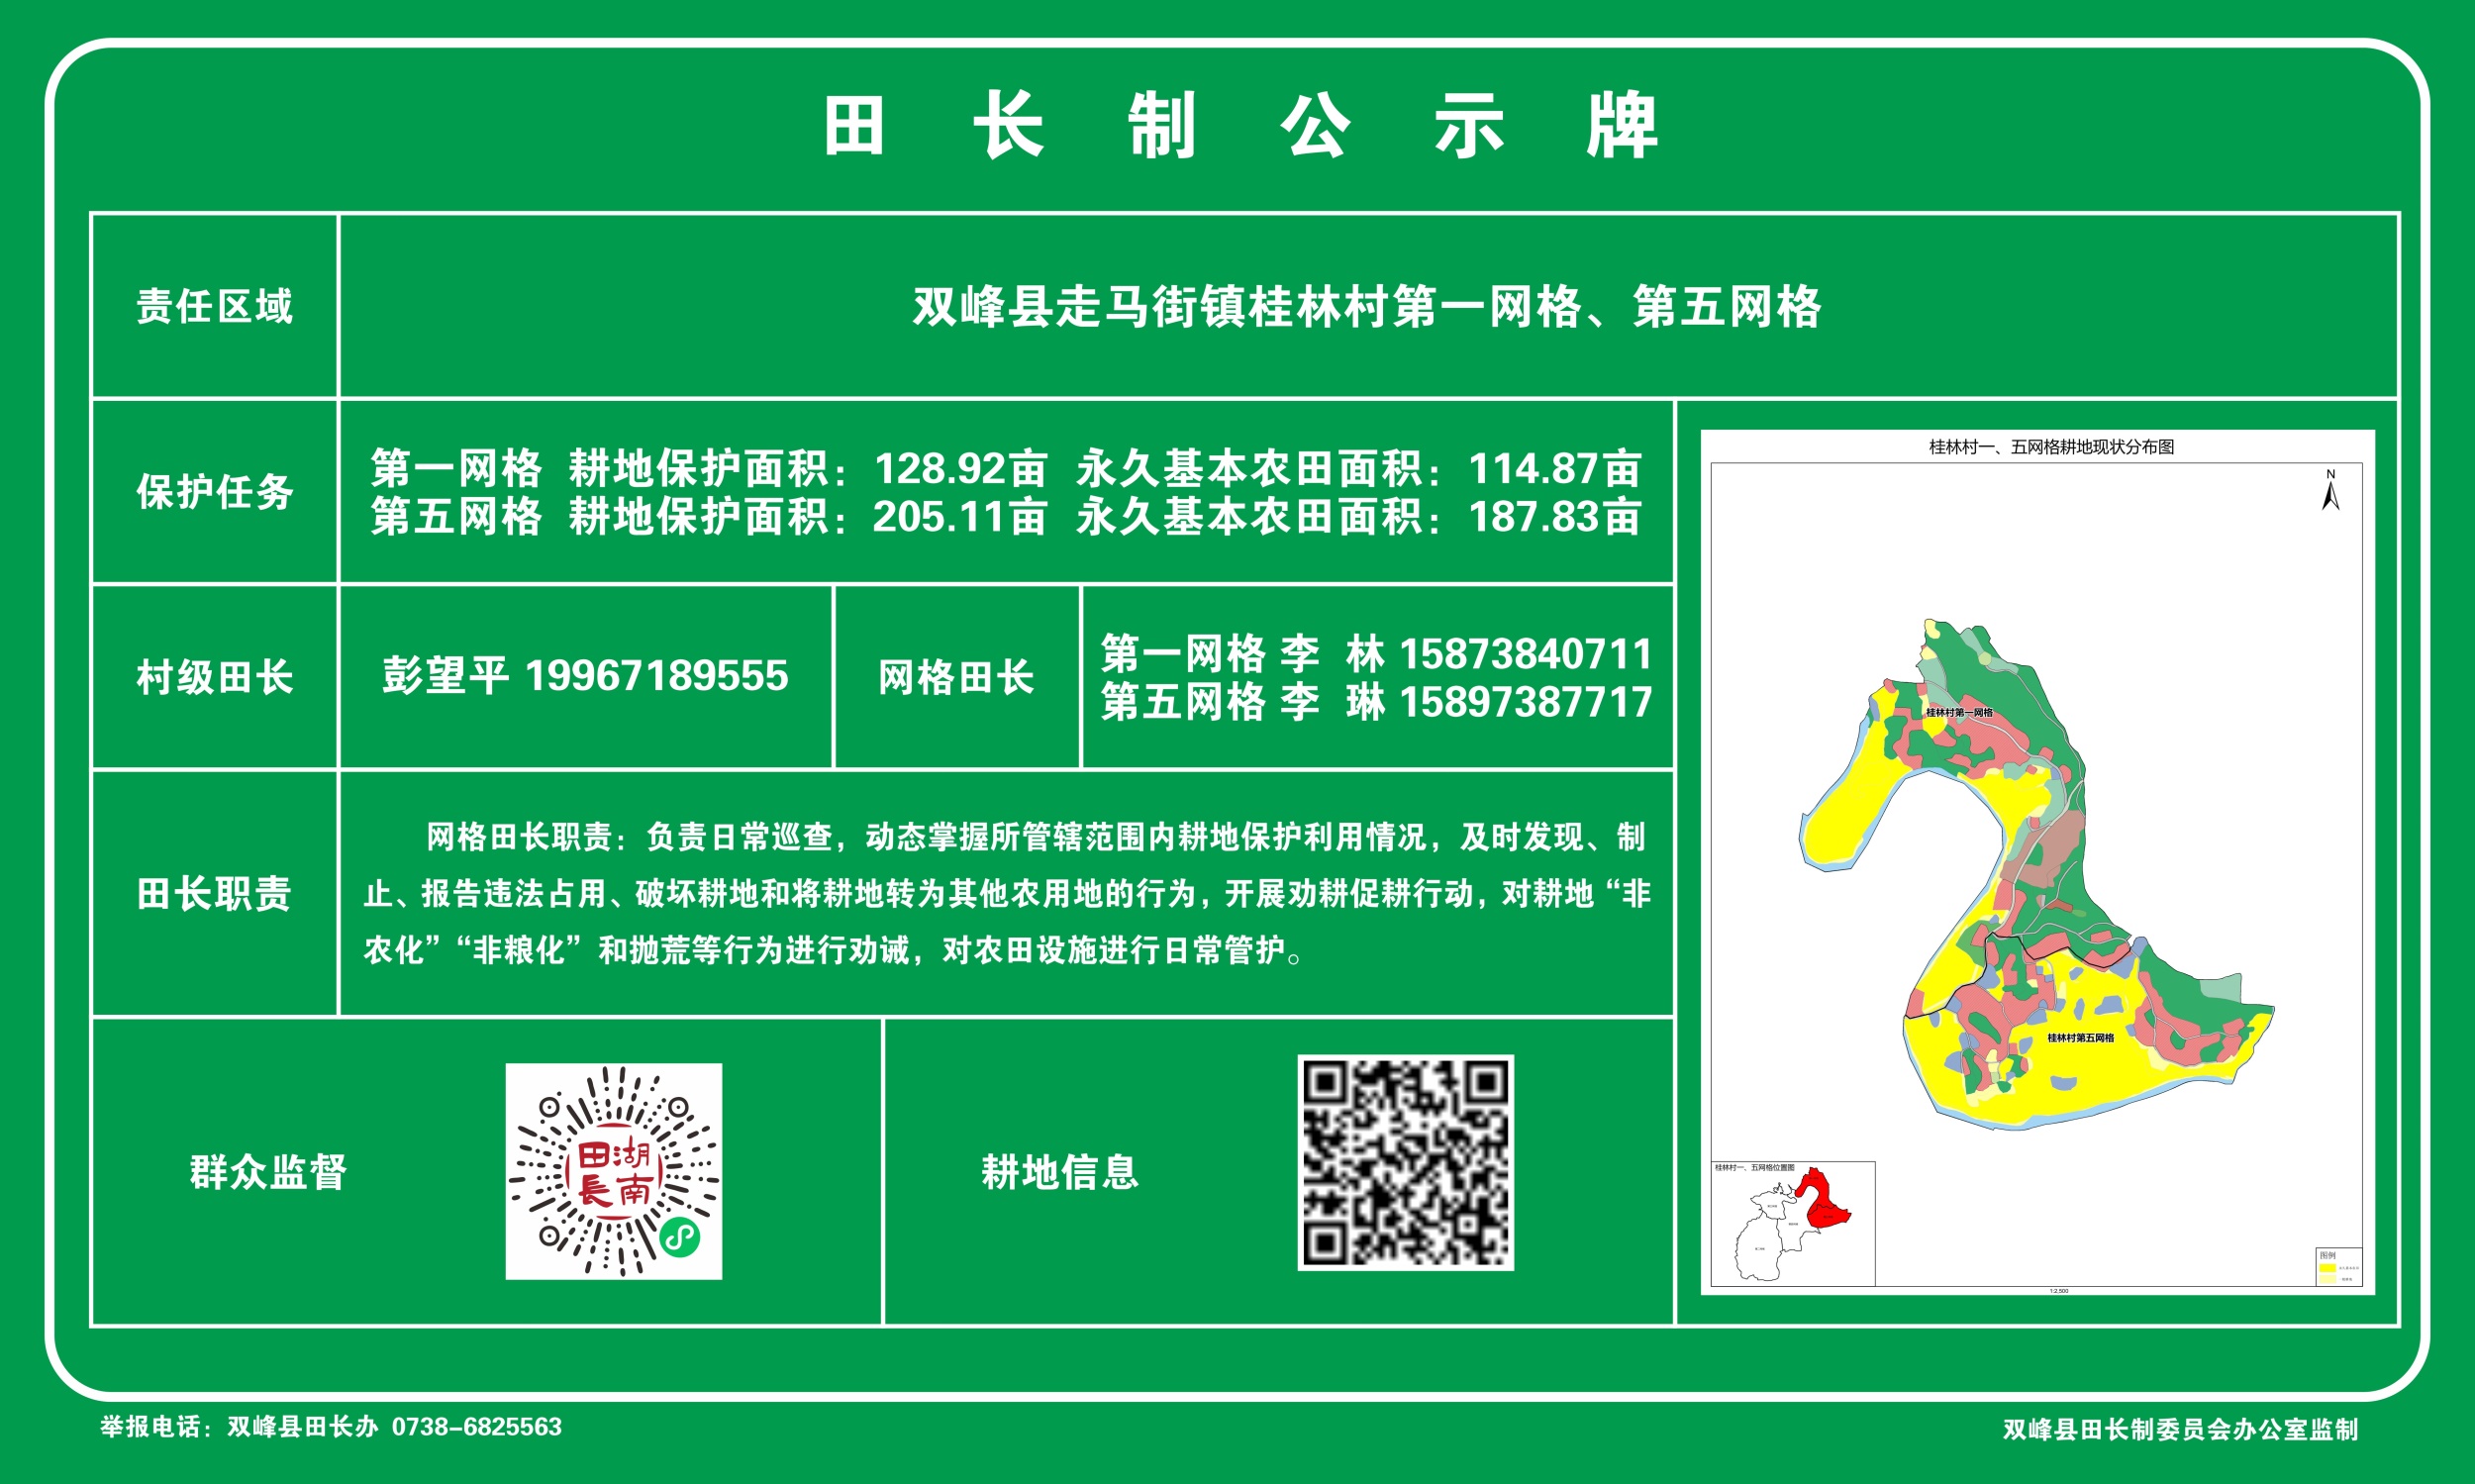 田长制公示牌
责任区域
双峰县走马街镇桂林村第一网格、第五网格
保护任务
第一网格 耕地保护面积：128.92亩 永久基本农田面积：114.87亩
第五网格 耕地保护面积：205.11亩 永久基本农田面积：187.83亩
村级田长
彭望平 19967189555
网格田长
第一网格 李 林 15873840711
第五网格 李 琳 15897387717
田长职责
网格田长职责：负责日常巡查，动态掌握所管辖范围内耕地保护利用情况，及时发现、制
止、报告违法占用、破坏耕地和将耕地转为其他农用地的行为，开展劝耕促耕行动，对耕地“非
农化”“非粮化”和抛荒等行为进行劝诫，对农田设施进行日常管护。
群众监督
田湖
長南
耕地信息
桂林村一、五网格耕地现状分布图
N
桂林村第一网格
桂林村第五网格
桂林村一、五网格位置图
图例
1:2,500
举报电话：双峰县田长办 0738-6825563
双峰县田长制委员会办公室监制